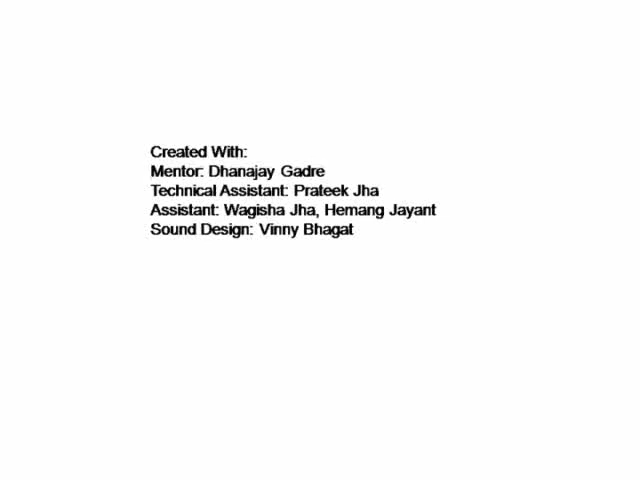 Created With:
Mentor: Dhanajay Gadre
Technical Assistant: Prateek Jha
Assistant: Wagisha Jha, Hemang Jayant
Sound Design: Vinny Bhagat